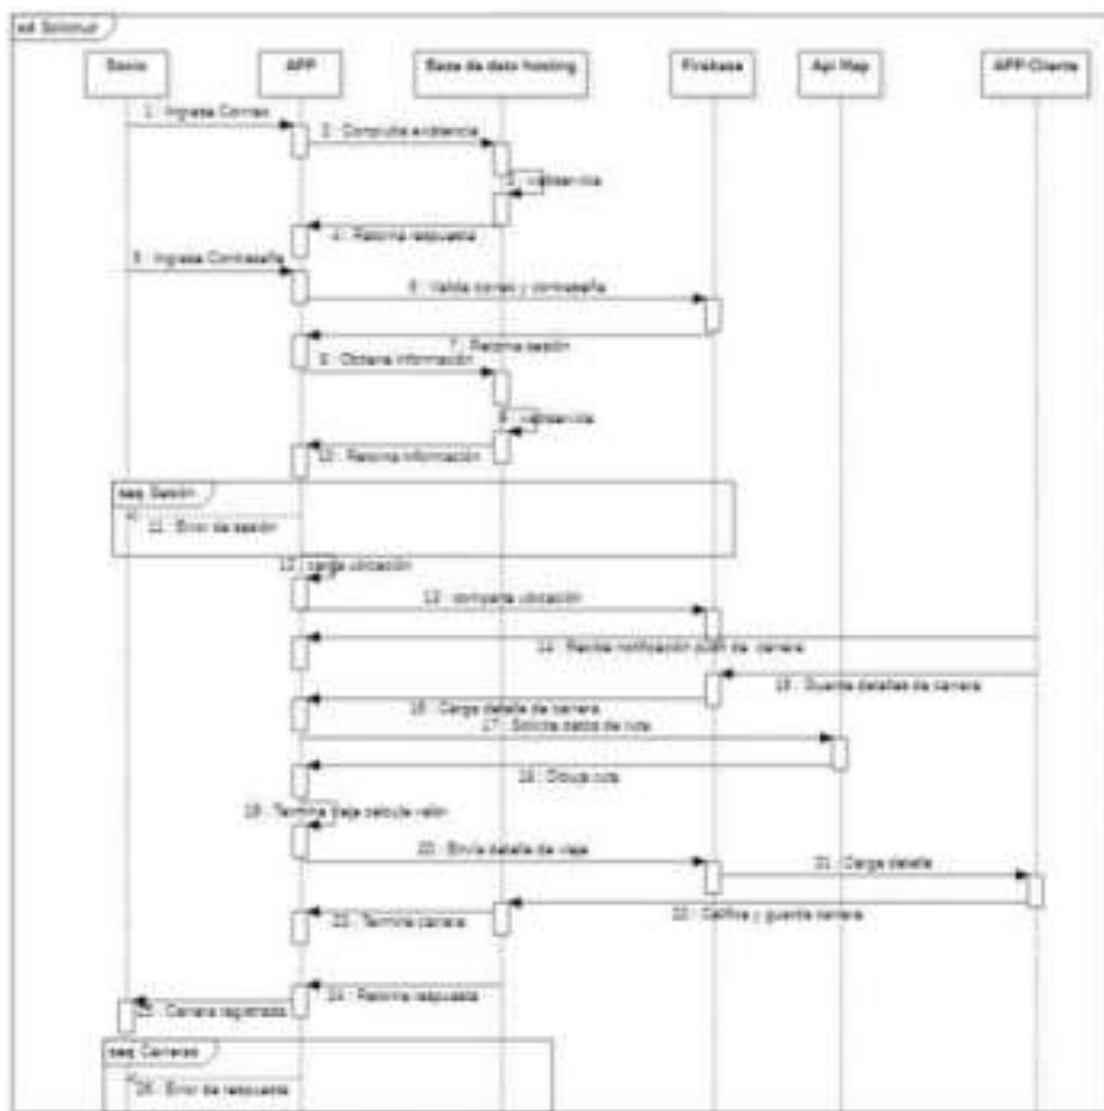 sd Solicitud
Socio
APP
Base de dato hosting
Firebase
Api Map
APP Cliente
1 : Ingresa Correo
2 : Consulta existencia
3 :
4 : Retorna respuesta
5 : Ingresa Contraseña
6 : Valida correo y contraseña
7 : Retorna sesión
8 : Obtiene información
9 :
10 : Retorna información
seq Sesión
11 : Error de sesión
12 : carga ubicación
13 : comparte ubicación
14 : Recibe notificación push de carrera
15 : Guarda detalles de carrera
16 : Carga detalle de carrera
17 : Solicita datos de ruta
18 : Dibuja ruta
19 : Termina viaje calcula valor
20 : Envía detalle de viaje
21 : Carga detalle
22 : Califica y guarda carrera
23 : Termina carrera
24 : Retorna respuesta
25 : Carrera registrada
seq Carreras
26 : Error de respuesta